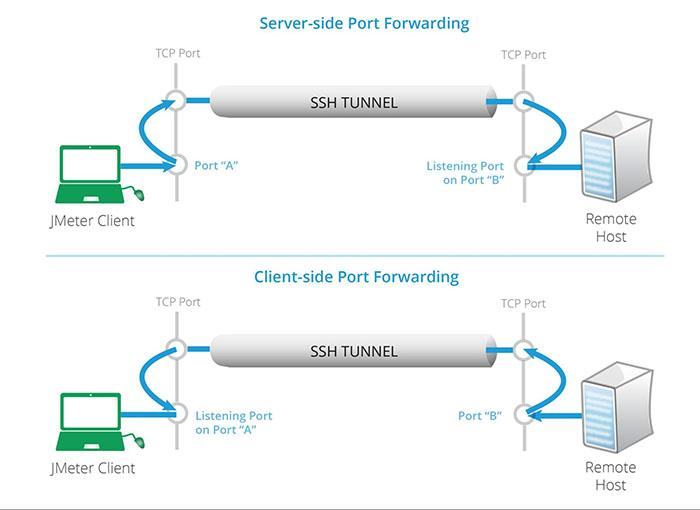 Server-side Port Forwarding
TCP Port
TCP Port
SSH TUNNEL
Port “A”
Listening Port
on Port “B”
JMeter Client
Remote
Host
Client-side Port Forwarding
TCP Port
TCP Port
SSH TUNNEL
Listening Port
on Port “A”
Port “B”
JMeter Client
Remote
Host